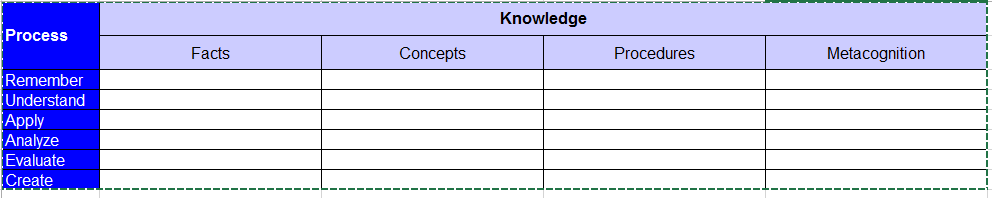 Knowledge
Process
Facts Concepts Procedures Metacognition
Remember
Understand
Apply
Analyze
Evaluate
Create